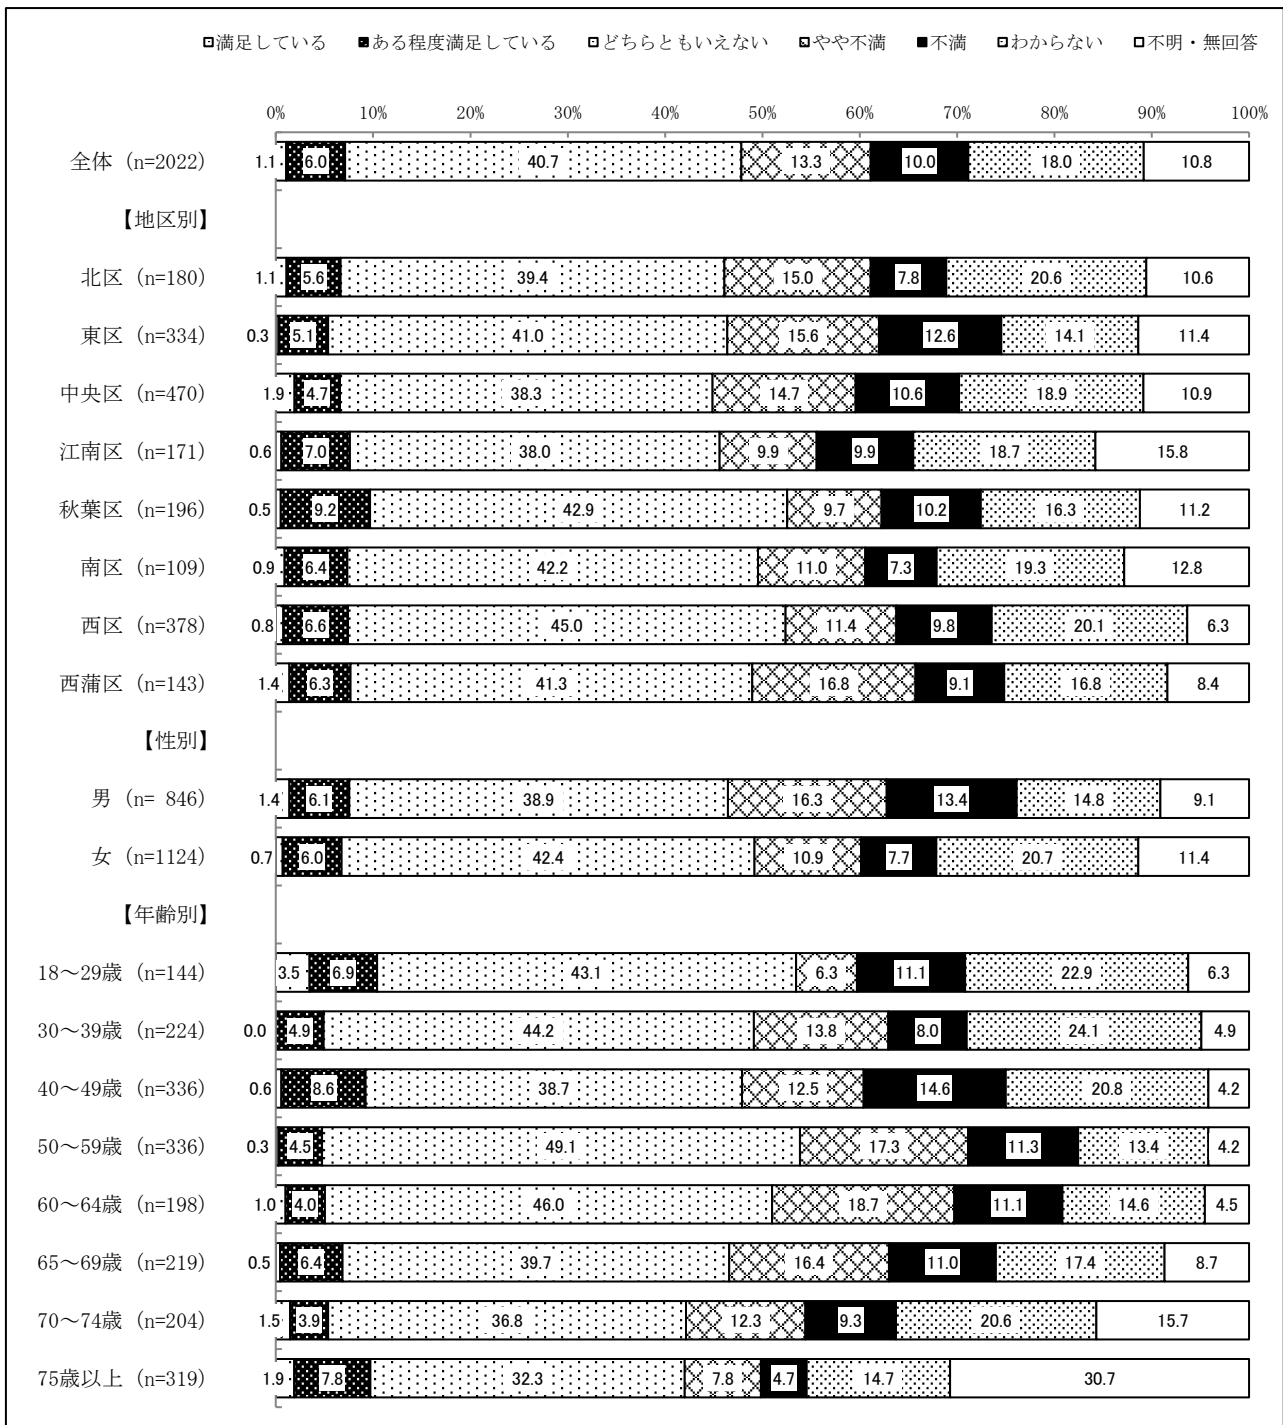 満足している ある程度満足している どちらともいえない やや不満 不満 わからない 不明・無回答
0% 10% 20% 30% 40% 50% 60% 70% 80% 90% 100%
全体 (n=2022) 1.1 6.0 40.7 13.3 10.0 18.0 10.8
【地区別】
北区 (n=180) 1.1 5.6 39.4 15.0 7.8 20.6 10.6
東区 (n=334) 0.3 5.1 41.0 15.6 12.6 14.1 11.4
中央区 (n=470) 1.9 4.7 38.3 14.7 10.6 18.9 10.9
江南区 (n=171) 0.6 7.0 38.0 9.9 9.9 18.7 15.8
秋葉区 (n=196) 0.5 9.2 42.9 9.7 10.2 16.3 11.2
南区 (n=109) 0.9 6.4 42.2 11.0 7.3 19.3 12.8
西区 (n=378) 0.8 6.6 45.0 11.4 9.8 20.1 6.3
西蒲区 (n=143) 1.4 6.3 41.3 16.8 9.1 16.8 8.4
【性別】
男 (n= 846) 1.4 6.1 38.9 16.3 13.4 14.8 9.1
女 (n=1124) 0.7 6.0 42.4 10.9 7.7 20.7 11.4
【年齢別】
18～29歳 (n=144) 3.5 6.9 43.1 6.3 11.1 22.9 6.3
30～39歳 (n=224) 0.0 4.9 44.2 13.8 8.0 24.1 4.9
40～49歳 (n=336) 0.6 8.6 38.7 12.5 14.6 20.8 4.2
50～59歳 (n=336) 0.3 4.5 49.1 17.3 11.3 13.4 4.2
60～64歳 (n=198) 1.0 4.0 46.0 18.7 11.1 14.6 4.5
65～69歳 (n=219) 0.5 6.4 39.7 16.4 11.0 17.4 8.7
70～74歳 (n=204) 1.5 3.9 36.8 12.3 9.3 20.6 15.7
75歳以上 (n=319) 1.9 7.8 32.3 7.8 4.7 14.7 30.7